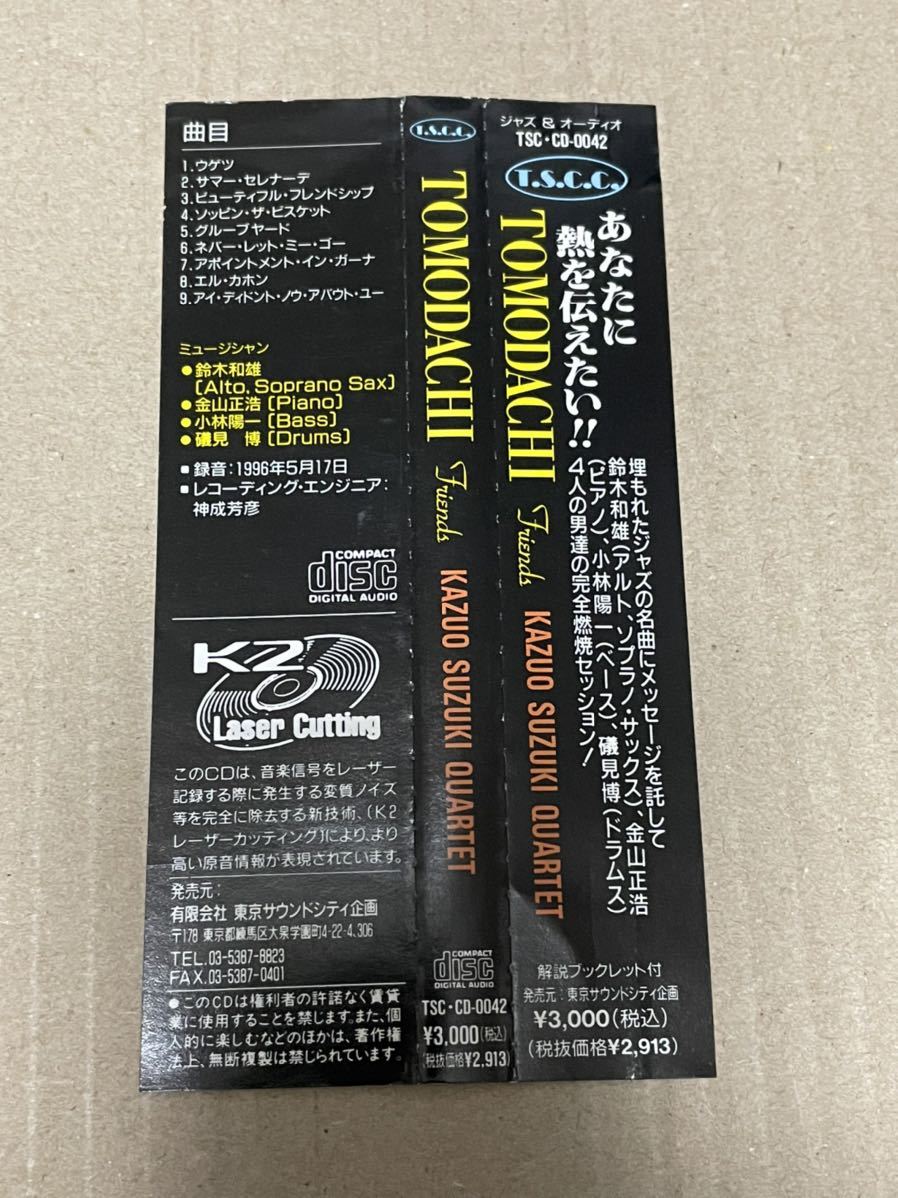 曲目
1.ウゲツ
2.サマー・セレナーデ
3.ビューティフル・フレンドシップ
4.ソッピン・ザ・ビスケット
5.グルーブヤード
6.ネバー・レット・ミー・ゴー
7.アポイントメント・イン・ガーナ
8.エル・カホン
9.アイ・ディドント・ノウ・アバウト・ユー
ミュージシャン
●鈴木和雄
[Alto, Soprano Sax]
●金山正浩[Piano]
●小林陽一[Bass]
●礒見 博[Drums]
■録音:1996年5月17日
■レコーディング・エンジニア:
神成芳彦
COMPACT
disc
DIGITAL AUDIO
K2
Laser Cutting
このCDは、音楽信号をレーザー
記録する際に発生する変質ノイズ
等を完全に除去する新技術、[K2
レーザーカッティング]により、より
高い原音情報が表現されています。
発売元:
有限会社 東京サウンドシティ企画
〒178 東京都練馬区大泉学園町4-22-4.306
TEL.03-5387-8823
FAX.03-5387-0401
●このCDは権利者の許諾なく賃貸
業に使用することを禁じます。また、個
人的に楽しむなどのほかは、著作権
法上、無断複製は禁じられています。
T.S.C.C.
TOMODACHI
Friends
KAZUO SUZUKI QUARTET
COMPACT
disc
DIGITAL AUDIO
TSC・CD-0042
¥3,000(税込)
(税抜価格¥2,913)
ジャズ & オーディオ
TSC・CD-0042
T.S.C.C.
あなたに
熱を伝えたい!!
TOMODACHI
Friends
KAZUO SUZUKI QUARTET
埋もれたジャズの名曲にメッセージを託して
鈴木和雄(アルト、ソプラノ・サックス)、金山正浩
(ピアノ)、小林陽一(ベース)、礒見博(ドラムス)
4人の男達の完全燃焼セッション!
解説ブックレット付
発売元:東京サウンドシティ企画
¥3,000(税込)
(税抜価格¥2,913)